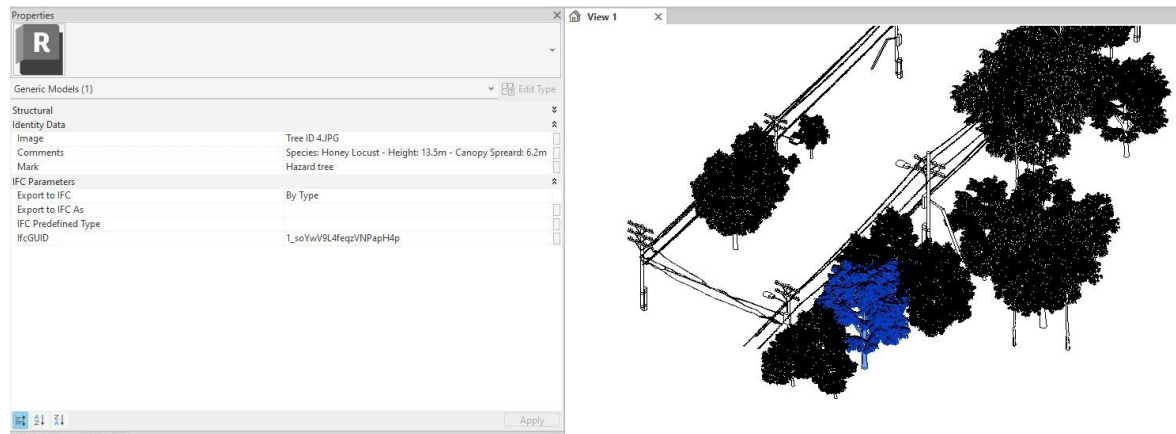 Properties
R
Generic Models (1)
Edit Type
Structural
Identity Data
Image Tree ID 4.JPG
Comments Species: Honey Locust - Height: 13.5m - Canopy Spreard: 6.2m
Mark Hazard tree
IFC Parameters
Export to IFC By Type
Export to IFC As
IFC Predefined Type
IfcGUID 1_soYwV9L4feqzVNPapH4p
Apply
View 1